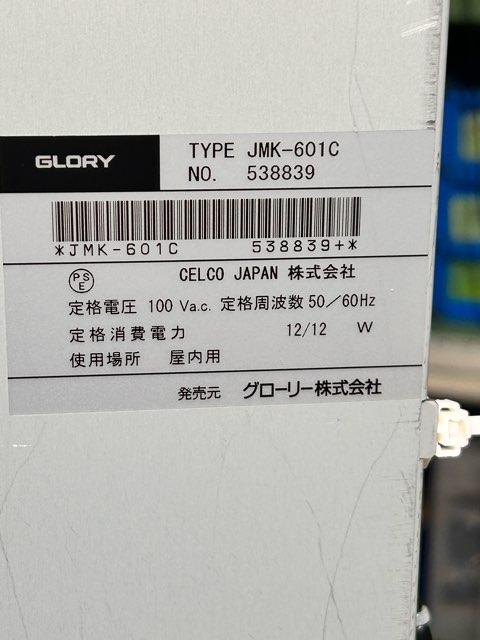 GLORY
TYPE JMK-601C
NO. 538839
*JMK-601C 538839+*
PSE CELCO JAPAN 株式会社
定格電圧 100 Va.c. 定格周波数 50/60Hz
定格消費電力 12/12 W
使用場所 屋内用
発売元 グローリー株式会社